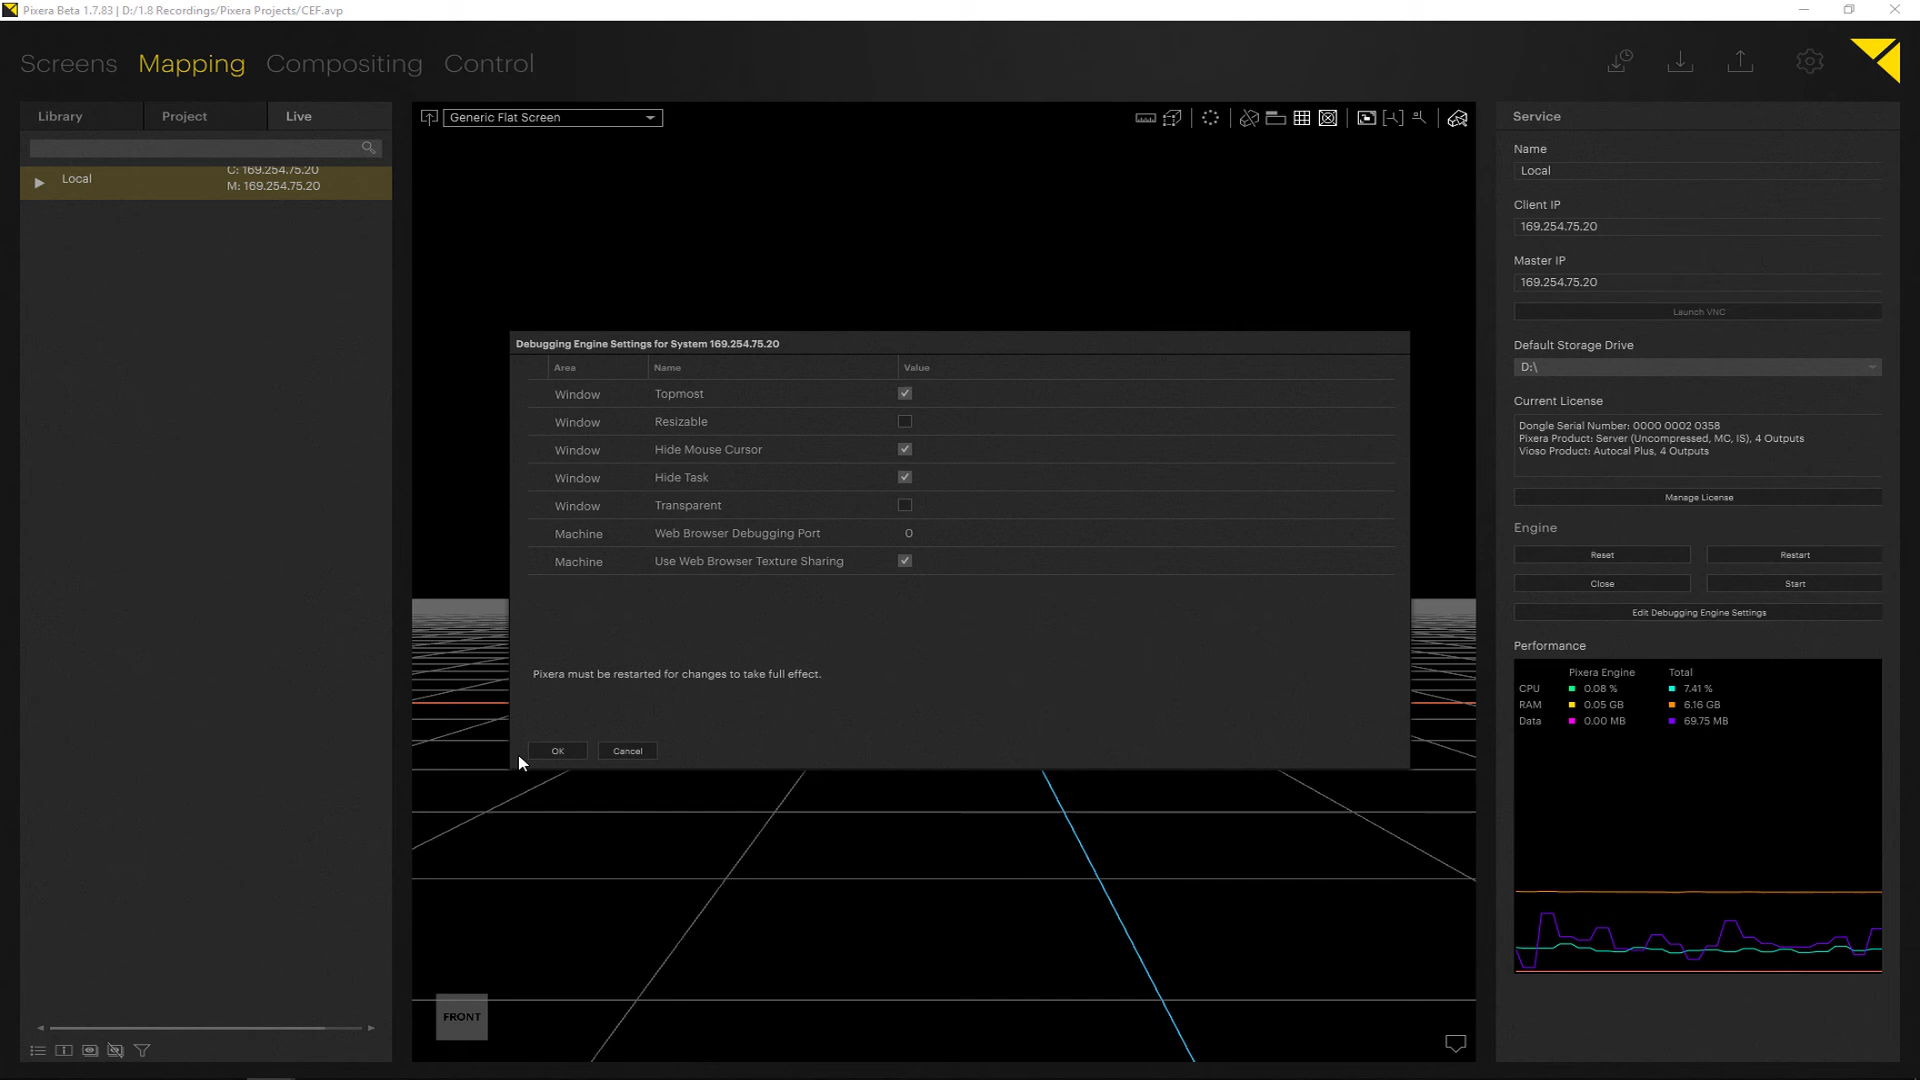 Pixera Beta 1.7.83 | D:/1.8 Recordings/Pixera Projects/CEF.avp
Screens Mapping Compositing Control
Library Project Live
Generic Flat Screen
Local
C: 169.254.75.20
M: 169.254.75.20
Debugging Engine Settings for System 169.254.75.20
Area Name Value
Window Topmost
Window Resizable
Window Hide Mouse Cursor
Window Hide Task
Window Transparent
Machine Web Browser Debugging Port 0
Machine Use Web Browser Texture Sharing
Pixera must be restarted for changes to take full effect.
OK Cancel
FRONT
Service
Name
Local
Client IP
169.254.75.20
Master IP
169.254.75.20
Launch VNC
Default Storage Drive
D:\
Current License
Dongle Serial Number: 0000 0002 0358
Pixera Product: Server (Uncompressed, MC, IS), 4 Outputs
Vioso Product: Autocal Plus, 4 Outputs
Manage License
Engine
Reset Restart
Close Start
Edit Debugging Engine Settings
Performance
Pixera Engine Total
CPU 0.08 % 7.41 %
RAM 0.05 GB 6.16 GB
Data 0.00 MB 69.75 MB